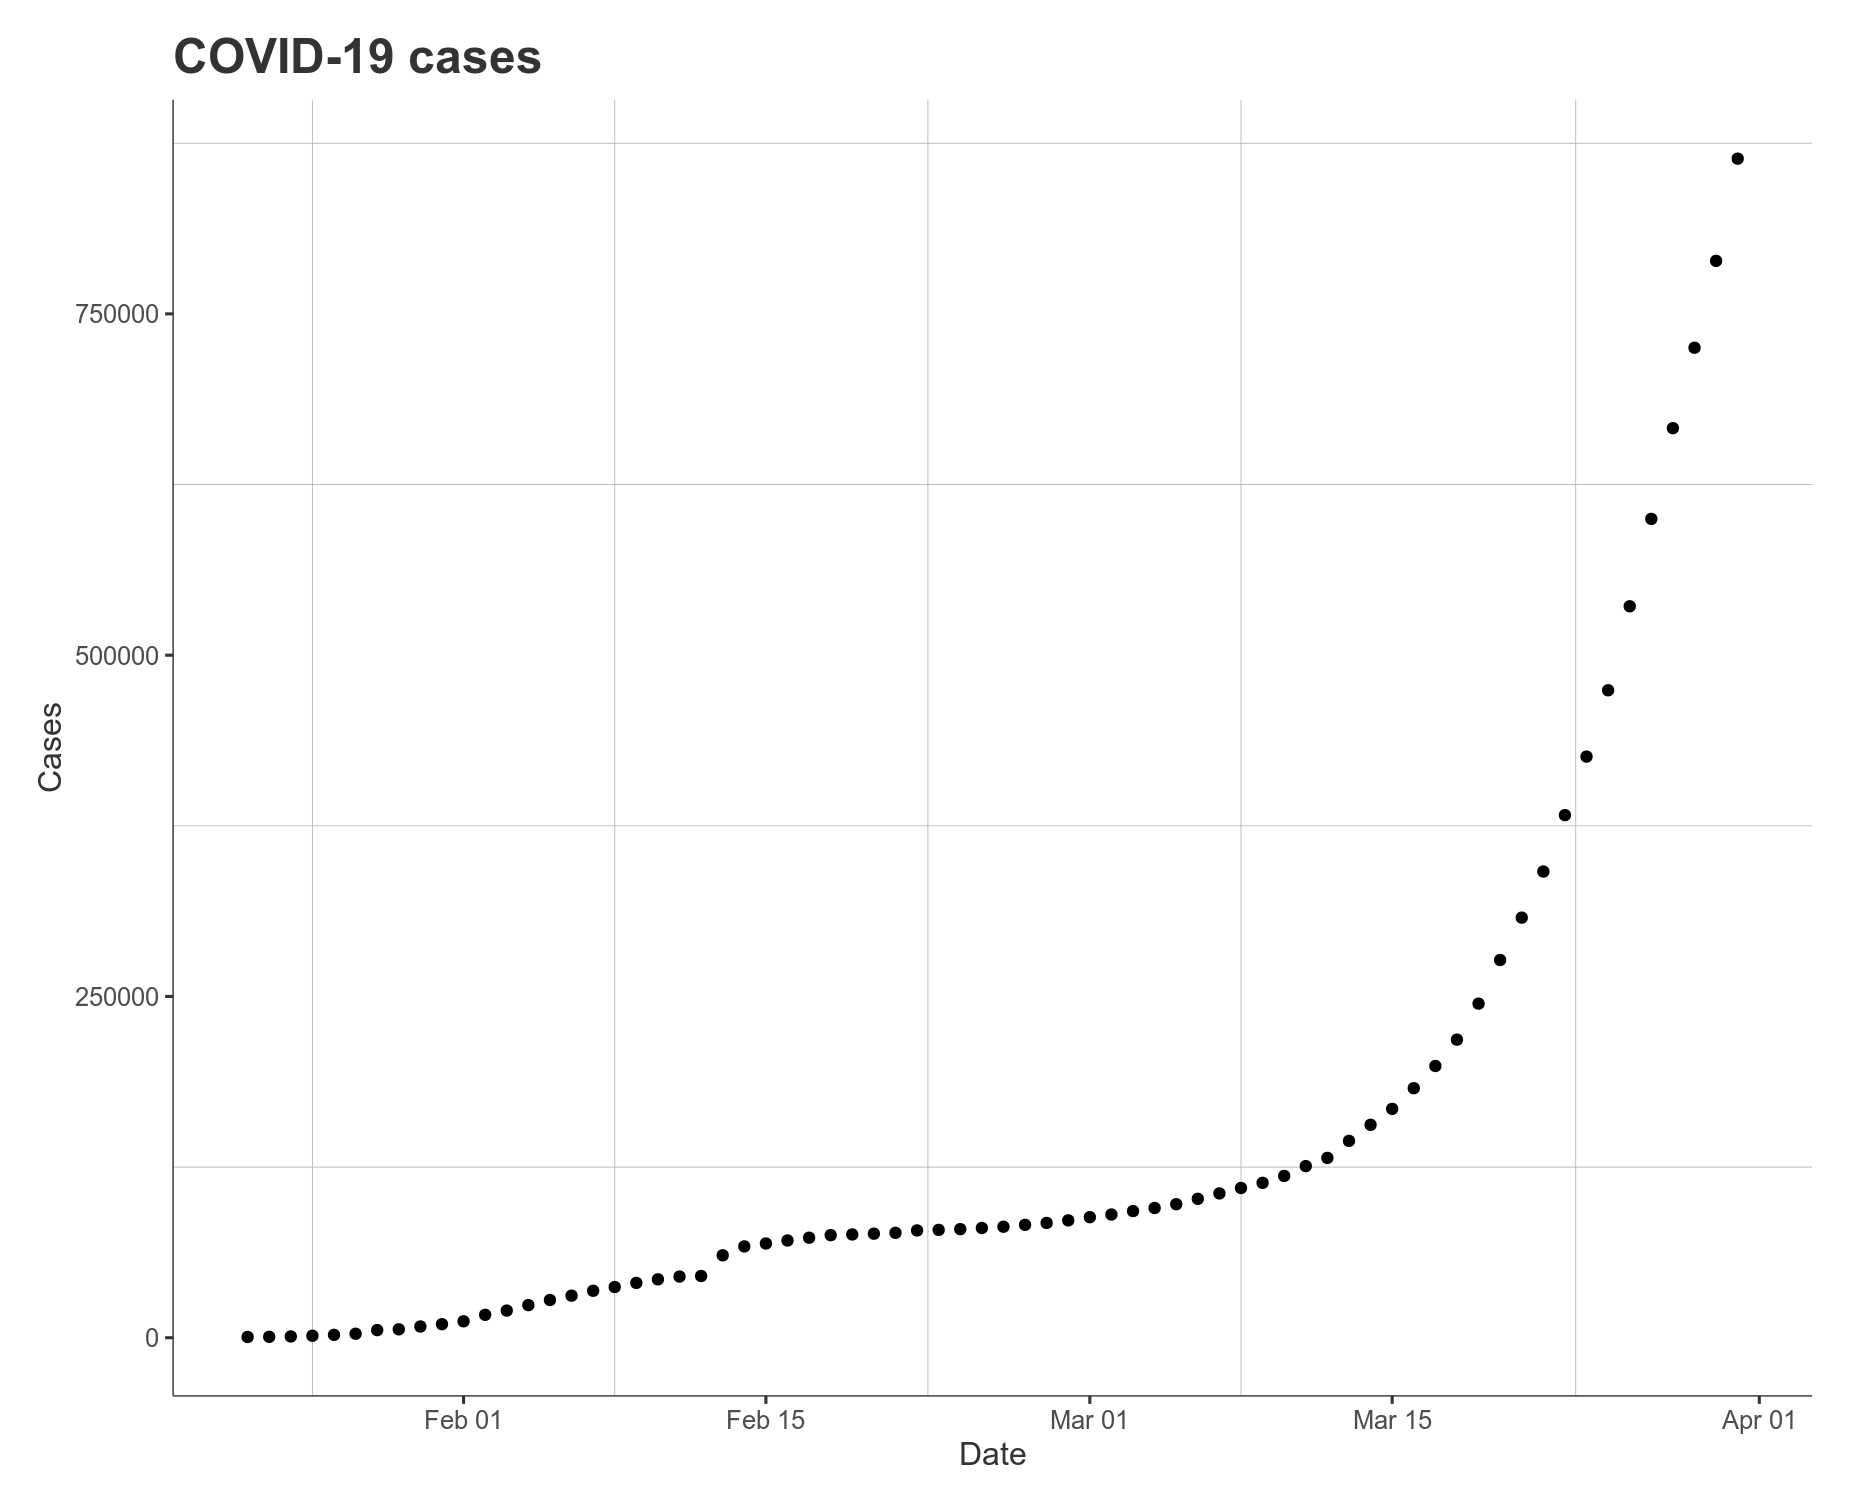 COVID-19 cases
750000
500000
250000
0
Cases
Feb 01
Feb 15
Mar 01
Mar 15
Apr 01
Date